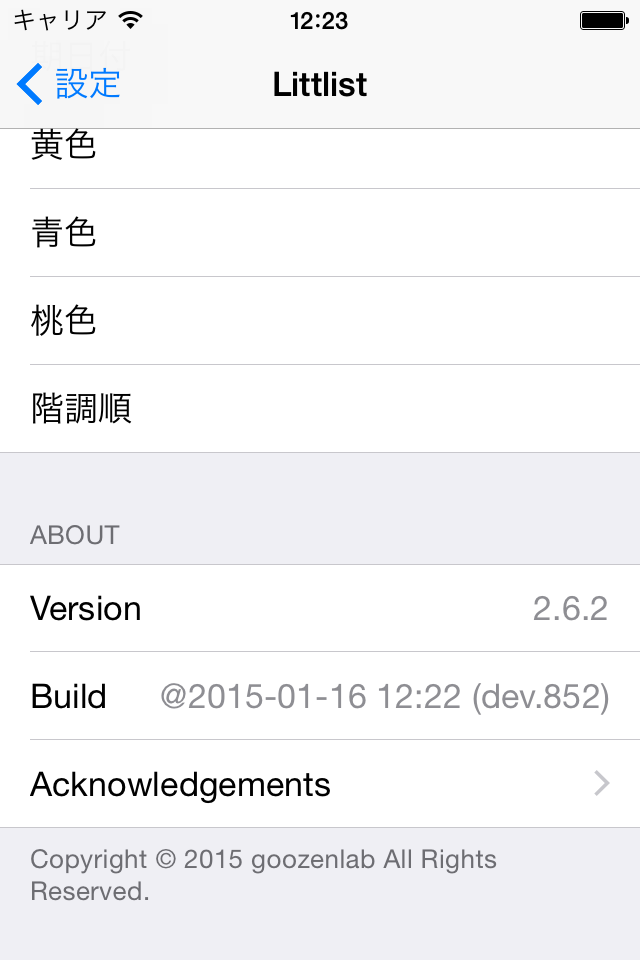 キャリア 12:23
設定 Littlist
黄色
青色
桃色
階調順
ABOUT
Version 2.6.2
Build @2015-01-16 12:22 (dev.852)
Acknowledgements
Copyright © 2015 goozenlab All Rights
Reserved.